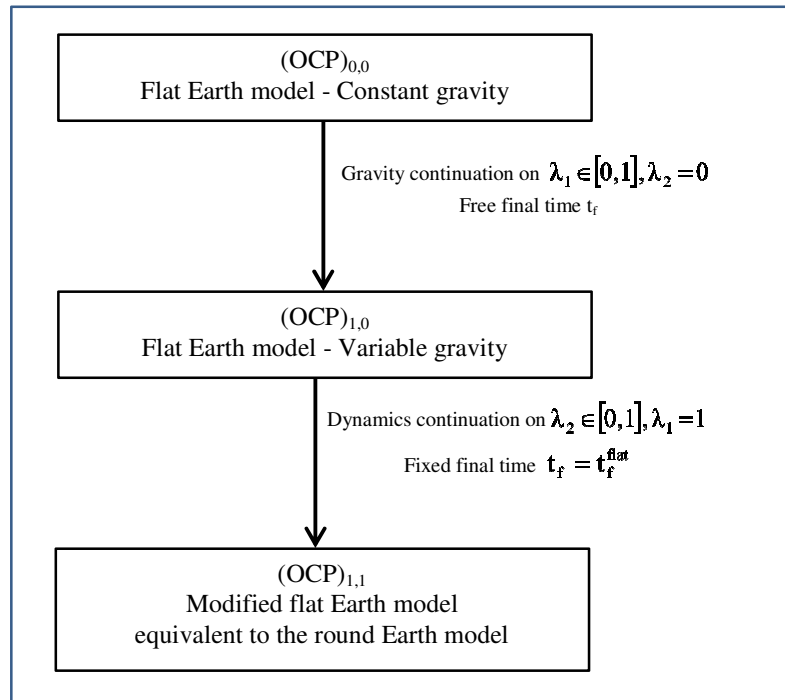 (OCP)0,0
Flat Earth model - Constant gravity
Gravity continuation on λ1 ∈ [0,1], λ2 = 0
Free final time tf
(OCP)1,0
Flat Earth model - Variable gravity
Dynamics continuation on λ2 ∈ [0,1], λ1 = 1
Fixed final time tf = tf^flat
(OCP)1,1
Modified flat Earth model
equivalent to the round Earth model